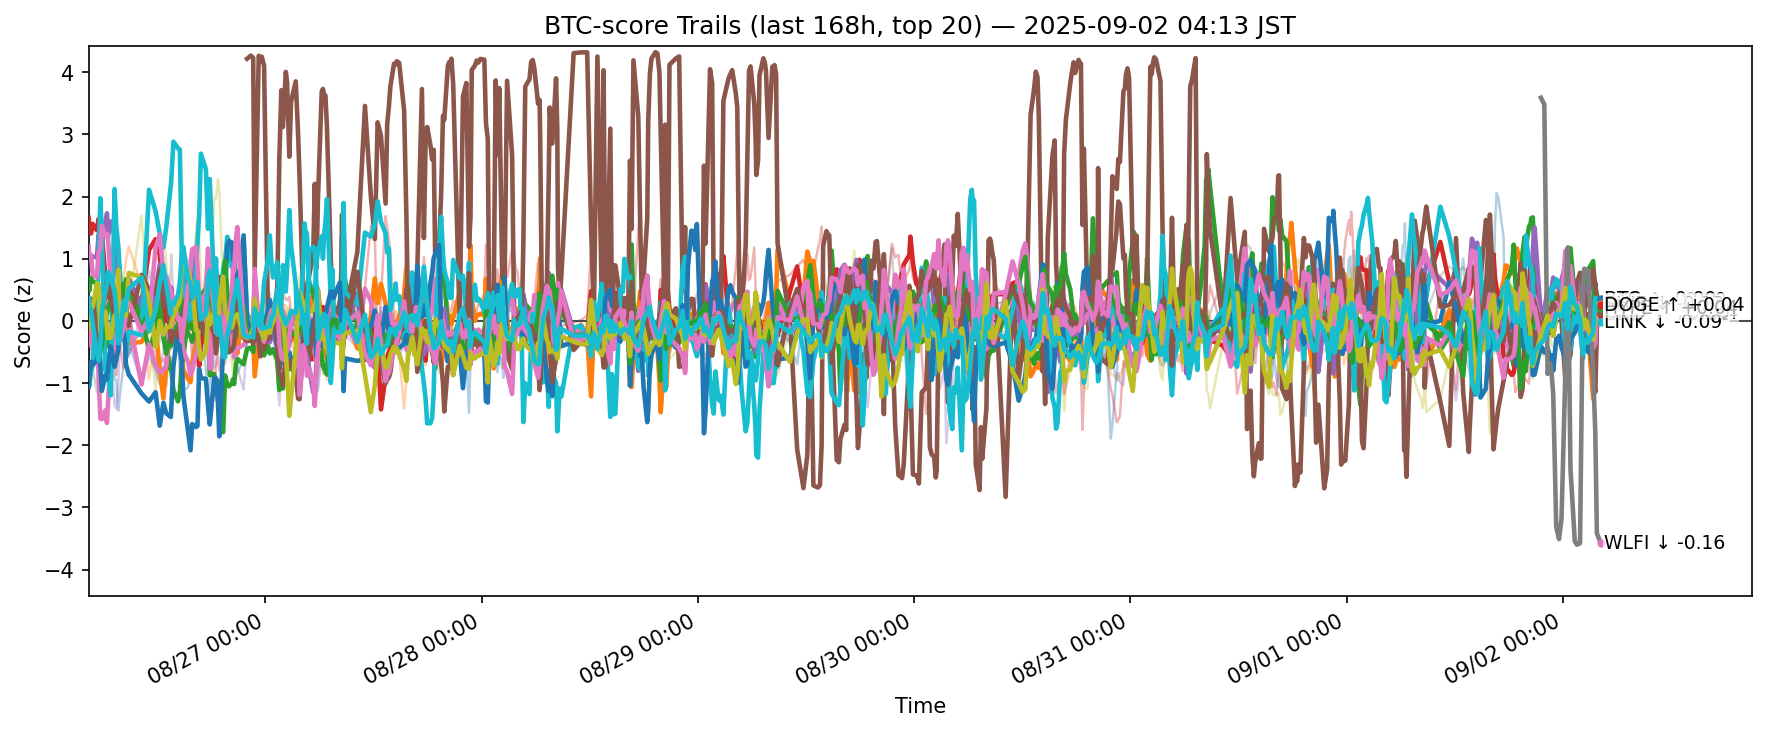 BTC-score Trails (last 168h, top 20) — 2025-09-02 04:13 JST
Score (z)
4
3
2
1
0
−1
−2
−3
−4
DOGE ↑ +0.04
LINK ↓ -0.09
WLFI ↓ -0.16
08/27 00:00
08/28 00:00
08/29 00:00
08/30 00:00
08/31 00:00
09/01 00:00
09/02 00:00
Time